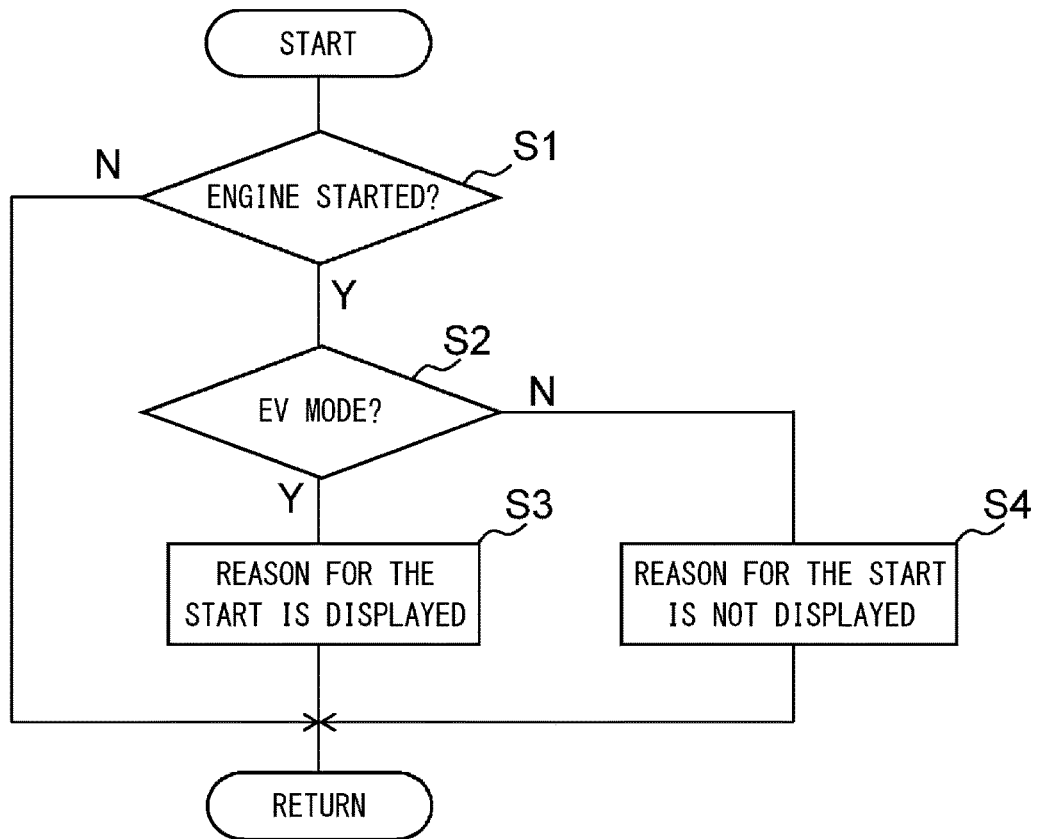 START
N
S1
ENGINE STARTED?
Y
S2
EV MODE?
N
Y
S3
S4
REASON FOR THE
START IS DISPLAYED
REASON FOR THE START
IS NOT DISPLAYED
RETURN